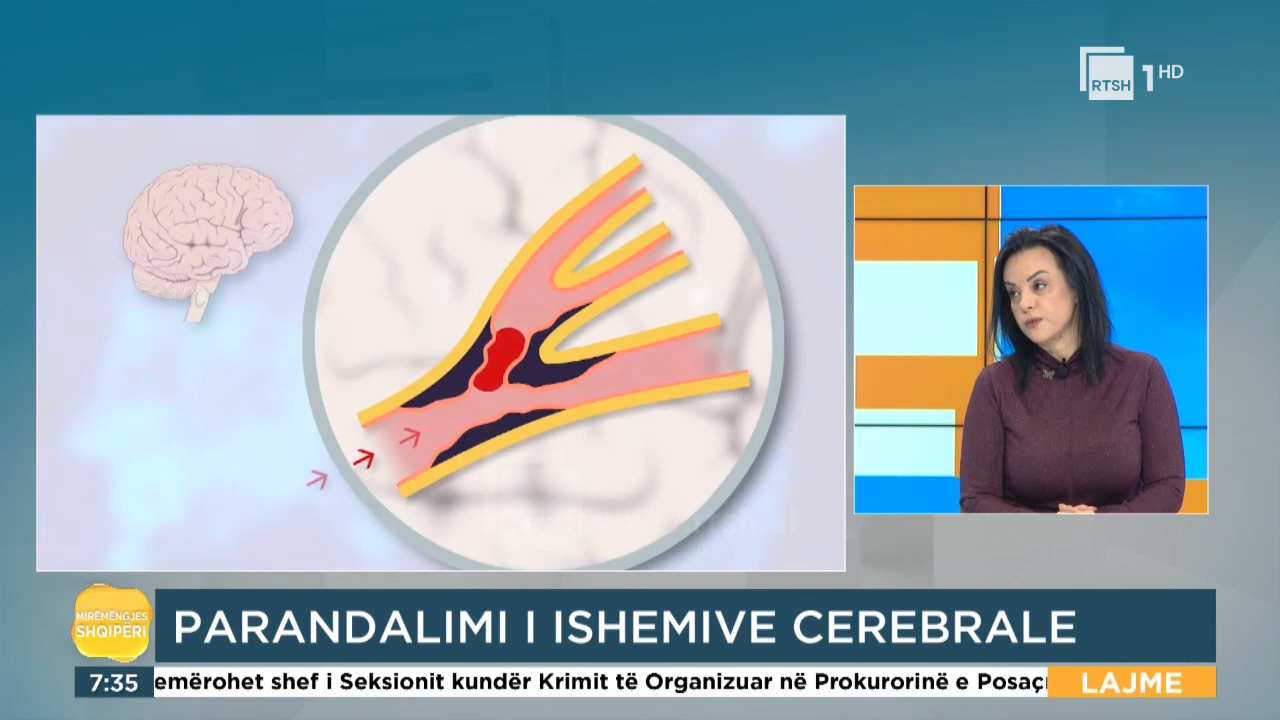 RTSH 1 HD
MIRËMËNGJES
SHQIPËRI
PARANDALIMI I ISHEMIVE CEREBRALE
7:35
emërohet shef i Seksionit kundër Krimit të Organizuar në Prokurorinë e Posaç
LAJME